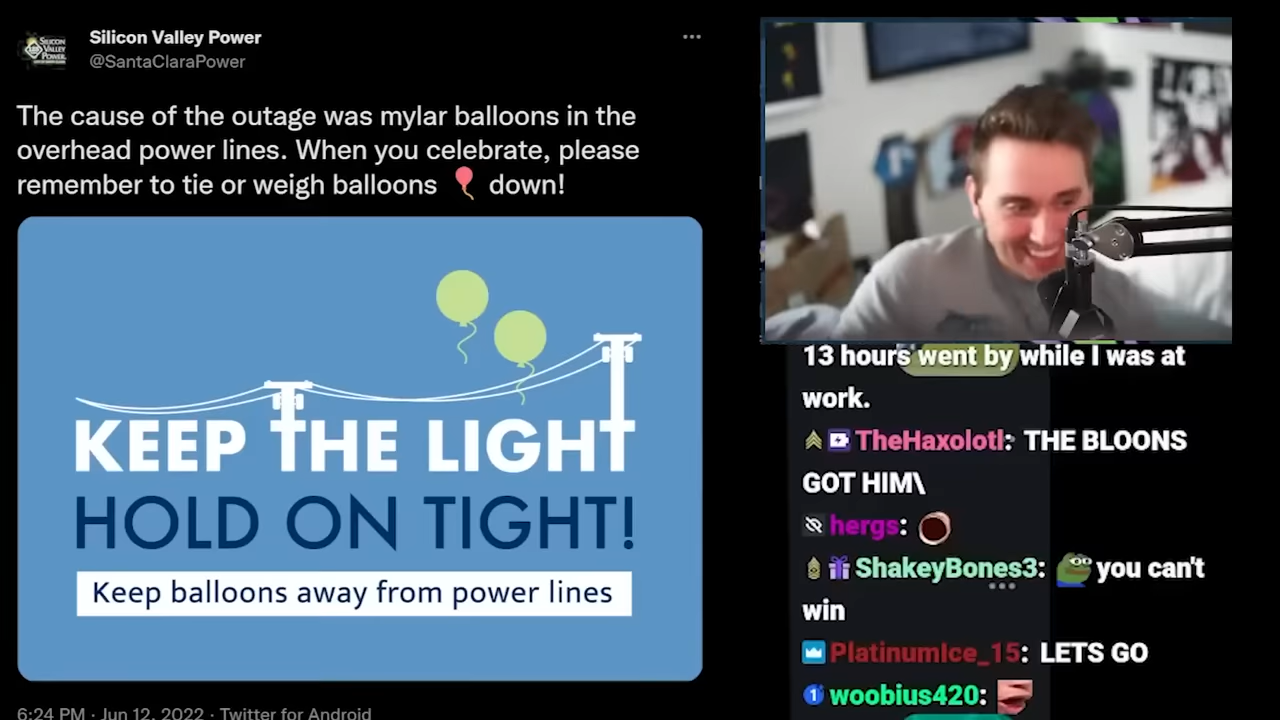 Silicon Valley Power
@SantaClaraPower
The cause of the outage was mylar balloons in the
overhead power lines. When you celebrate, please
remember to tie or weigh balloons 🎈 down!
KEEP THE LIGHT
HOLD ON TIGHT!
Keep balloons away from power lines
6:24 PM · Jun 12, 2022 · Twitter for Android
13 hours went by while I was at
work.
TheHaxolotl: THE BLOONS
GOT HIM\
hergs:
ShakeyBones3: you can't
win
PlatinumIce_15: LETS GO
1 woobius420: